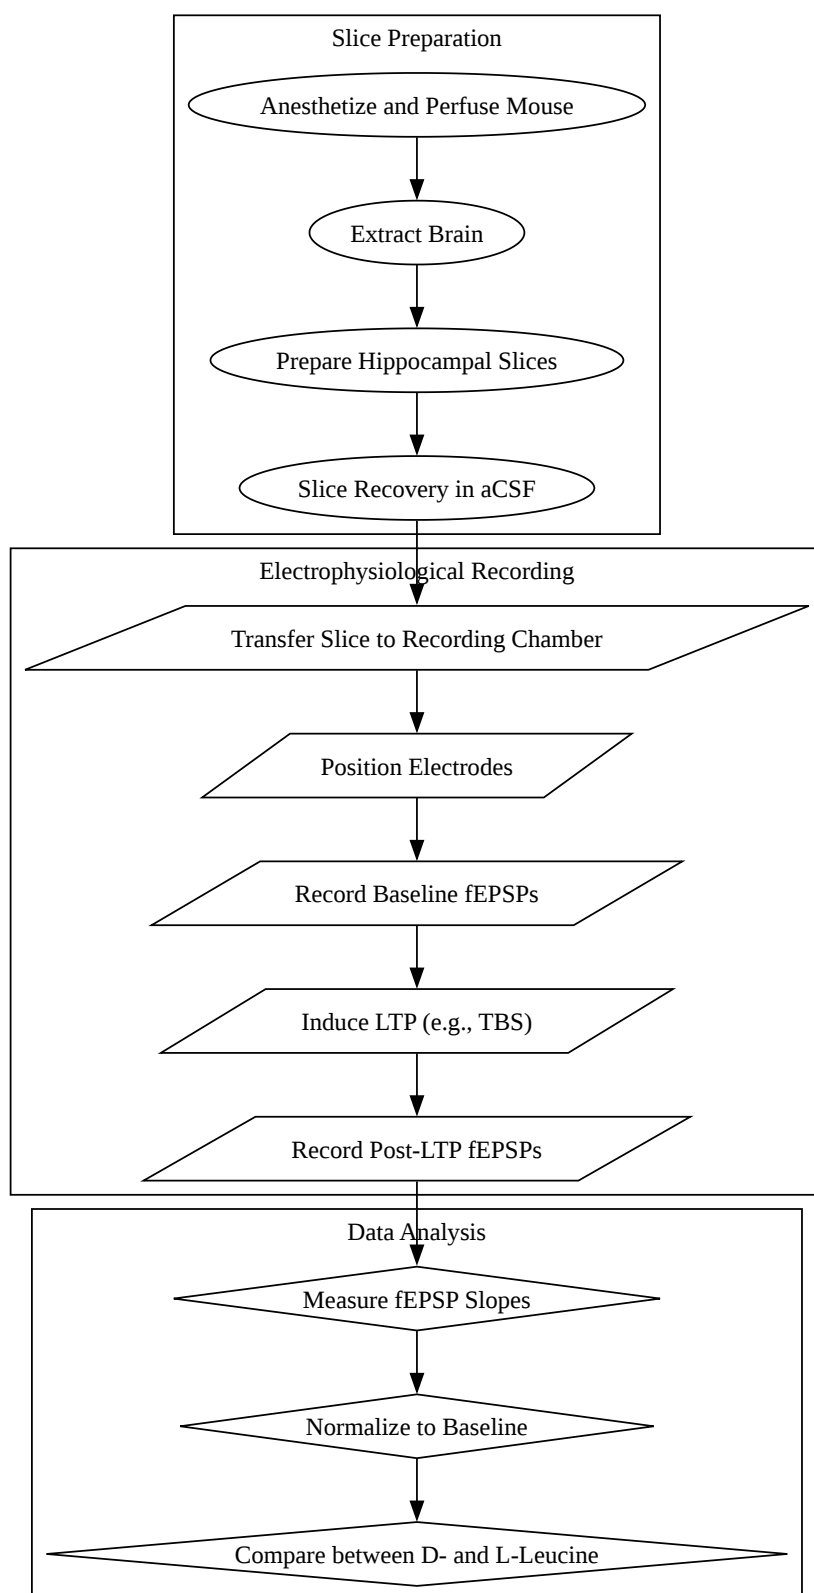 Slice Preparation
Anesthetize and Perfuse Mouse
Extract Brain
Prepare Hippocampal Slices
Slice Recovery in aCSF
Electrophysiological Recording
Transfer Slice to Recording Chamber
Position Electrodes
Record Baseline fEPSPs
Induce LTP (e.g., TBS)
Record Post-LTP fEPSPs
Data Analysis
Measure fEPSP Slopes
Normalize to Baseline
Compare between D- and L-Leucine